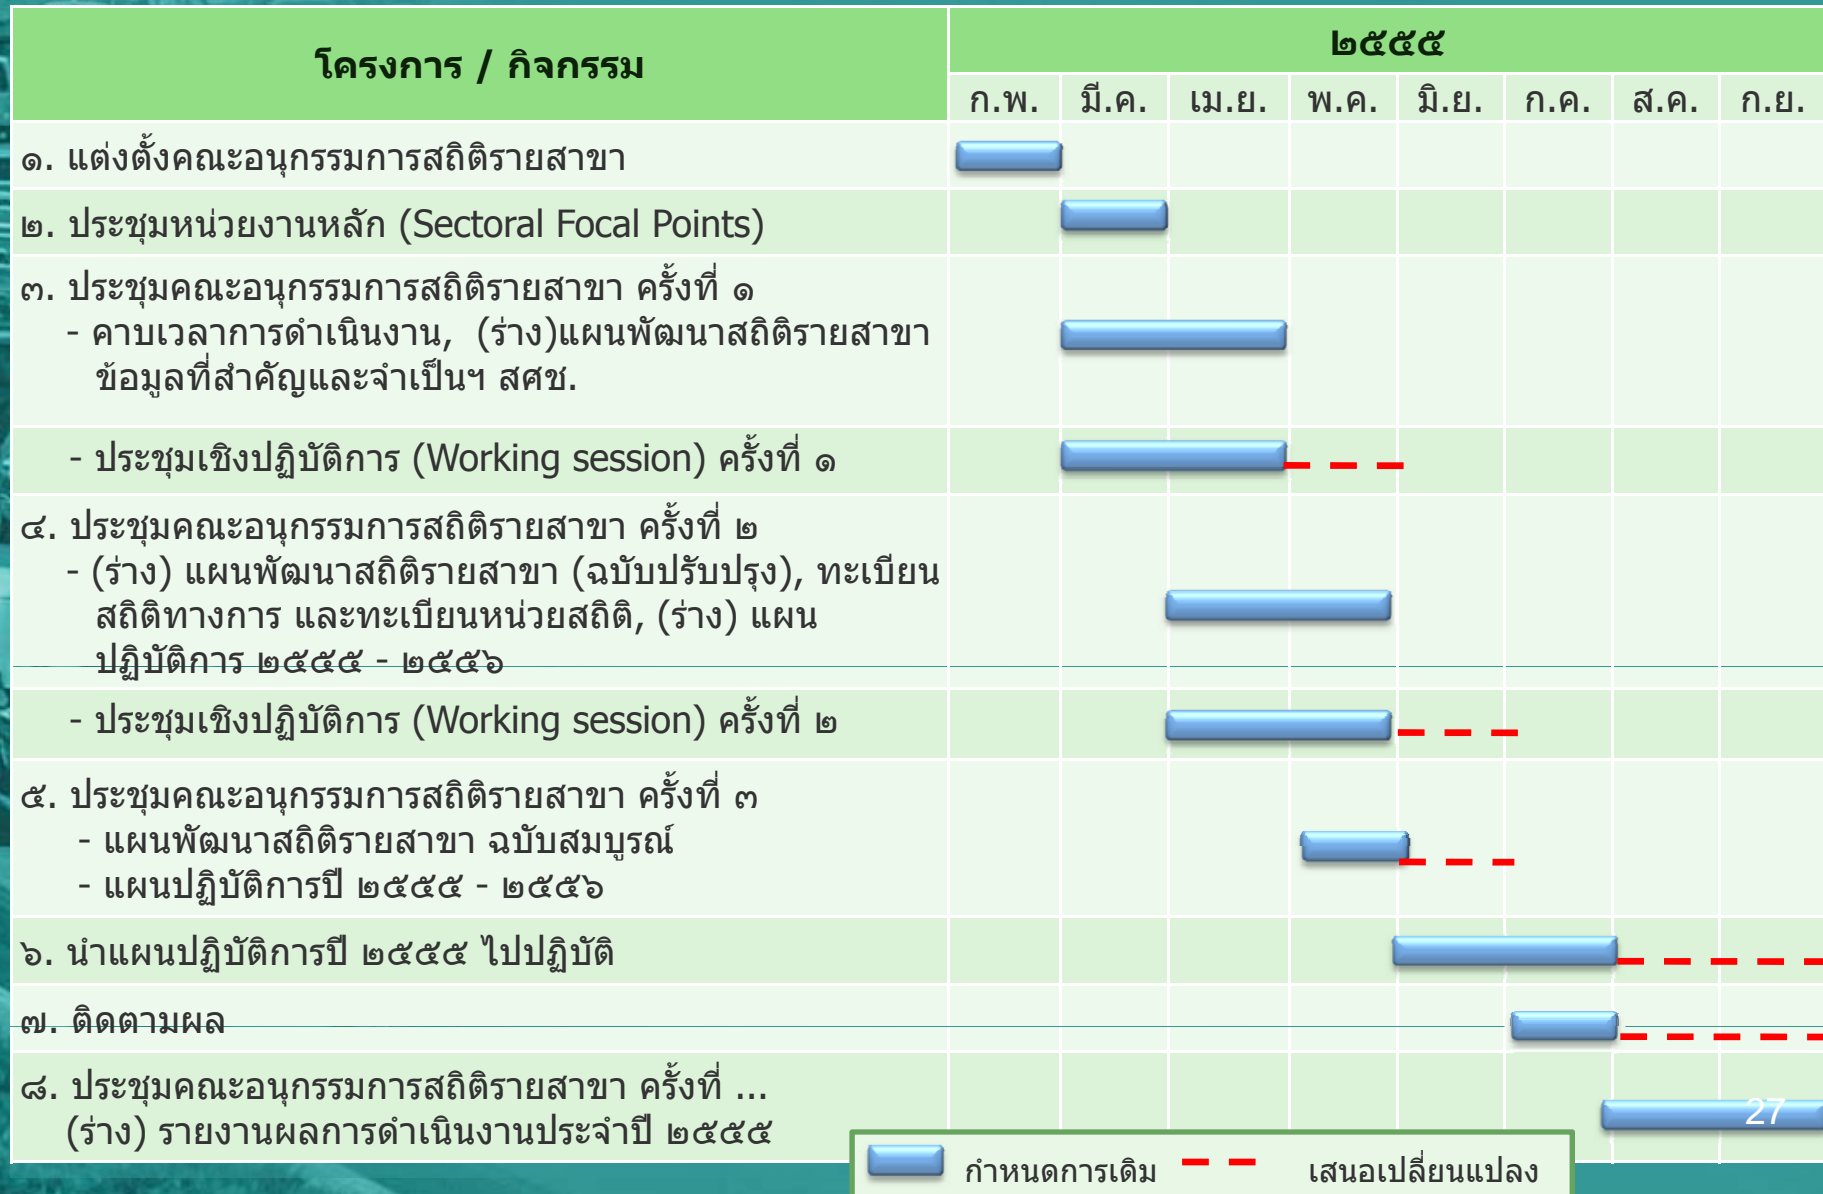 โครงการ / กิจกรรม
๒๕๕๕
ก.พ. มี.ค. เม.ย. พ.ค. มิ.ย. ก.ค. ส.ค. ก.ย.
๑. แต่งตั้งคณะอนุกรรมการสถิติรายสาขา
๒. ประชุมหน่วยงานหลัก (Sectoral Focal Points)
๓. ประชุมคณะอนุกรรมการสถิติรายสาขา ครั้งที่ ๑
- คาบเวลาการดำเนินงาน, (ร่าง)แผนพัฒนาสถิติรายสาขา
ข้อมูลที่สำคัญและจำเป็นฯ สศช.
- ประชุมเชิงปฏิบัติการ (Working session) ครั้งที่ ๑
๔. ประชุมคณะอนุกรรมการสถิติรายสาขา ครั้งที่ ๒
- (ร่าง) แผนพัฒนาสถิติรายสาขา (ฉบับปรับปรุง), ทะเบียน
สถิติทางการ และทะเบียนหน่วยสถิติ, (ร่าง) แผน
ปฏิบัติการ ๒๕๕๕ - ๒๕๕๖
- ประชุมเชิงปฏิบัติการ (Working session) ครั้งที่ ๒
๕. ประชุมคณะอนุกรรมการสถิติรายสาขา ครั้งที่ ๓
- แผนพัฒนาสถิติรายสาขา ฉบับสมบูรณ์
- แผนปฏิบัติการปี ๒๕๕๕ - ๒๕๕๖
๖. นำแผนปฏิบัติการปี ๒๕๕๕ ไปปฏิบัติ
๗. ติดตามผล
๘. ประชุมคณะอนุกรรมการสถิติรายสาขา ครั้งที่ ...
(ร่าง) รายงานผลการดำเนินงานประจำปี ๒๕๕๕
27
กำหนดการเดิม เสนอเปลี่ยนแปลง